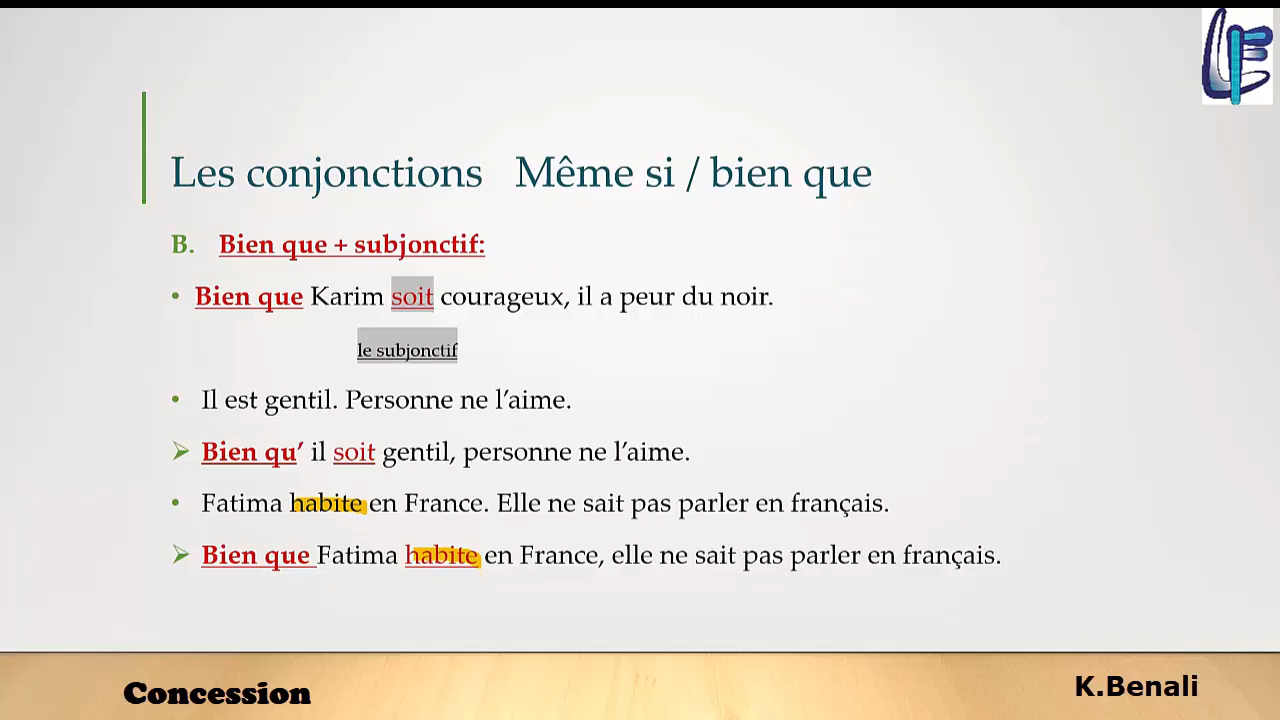 Les conjonctions Même si / bien que
B. Bien que + subjonctif:
• Bien que Karim soit courageux, il a peur du noir.
le subjonctif
• Il est gentil. Personne ne l’aime.
➢ Bien qu’ il soit gentil, personne ne l’aime.
• Fatima habite en France. Elle ne sait pas parler en français.
➢ Bien que Fatima habite en France, elle ne sait pas parler en français.
Concession
K.Benali